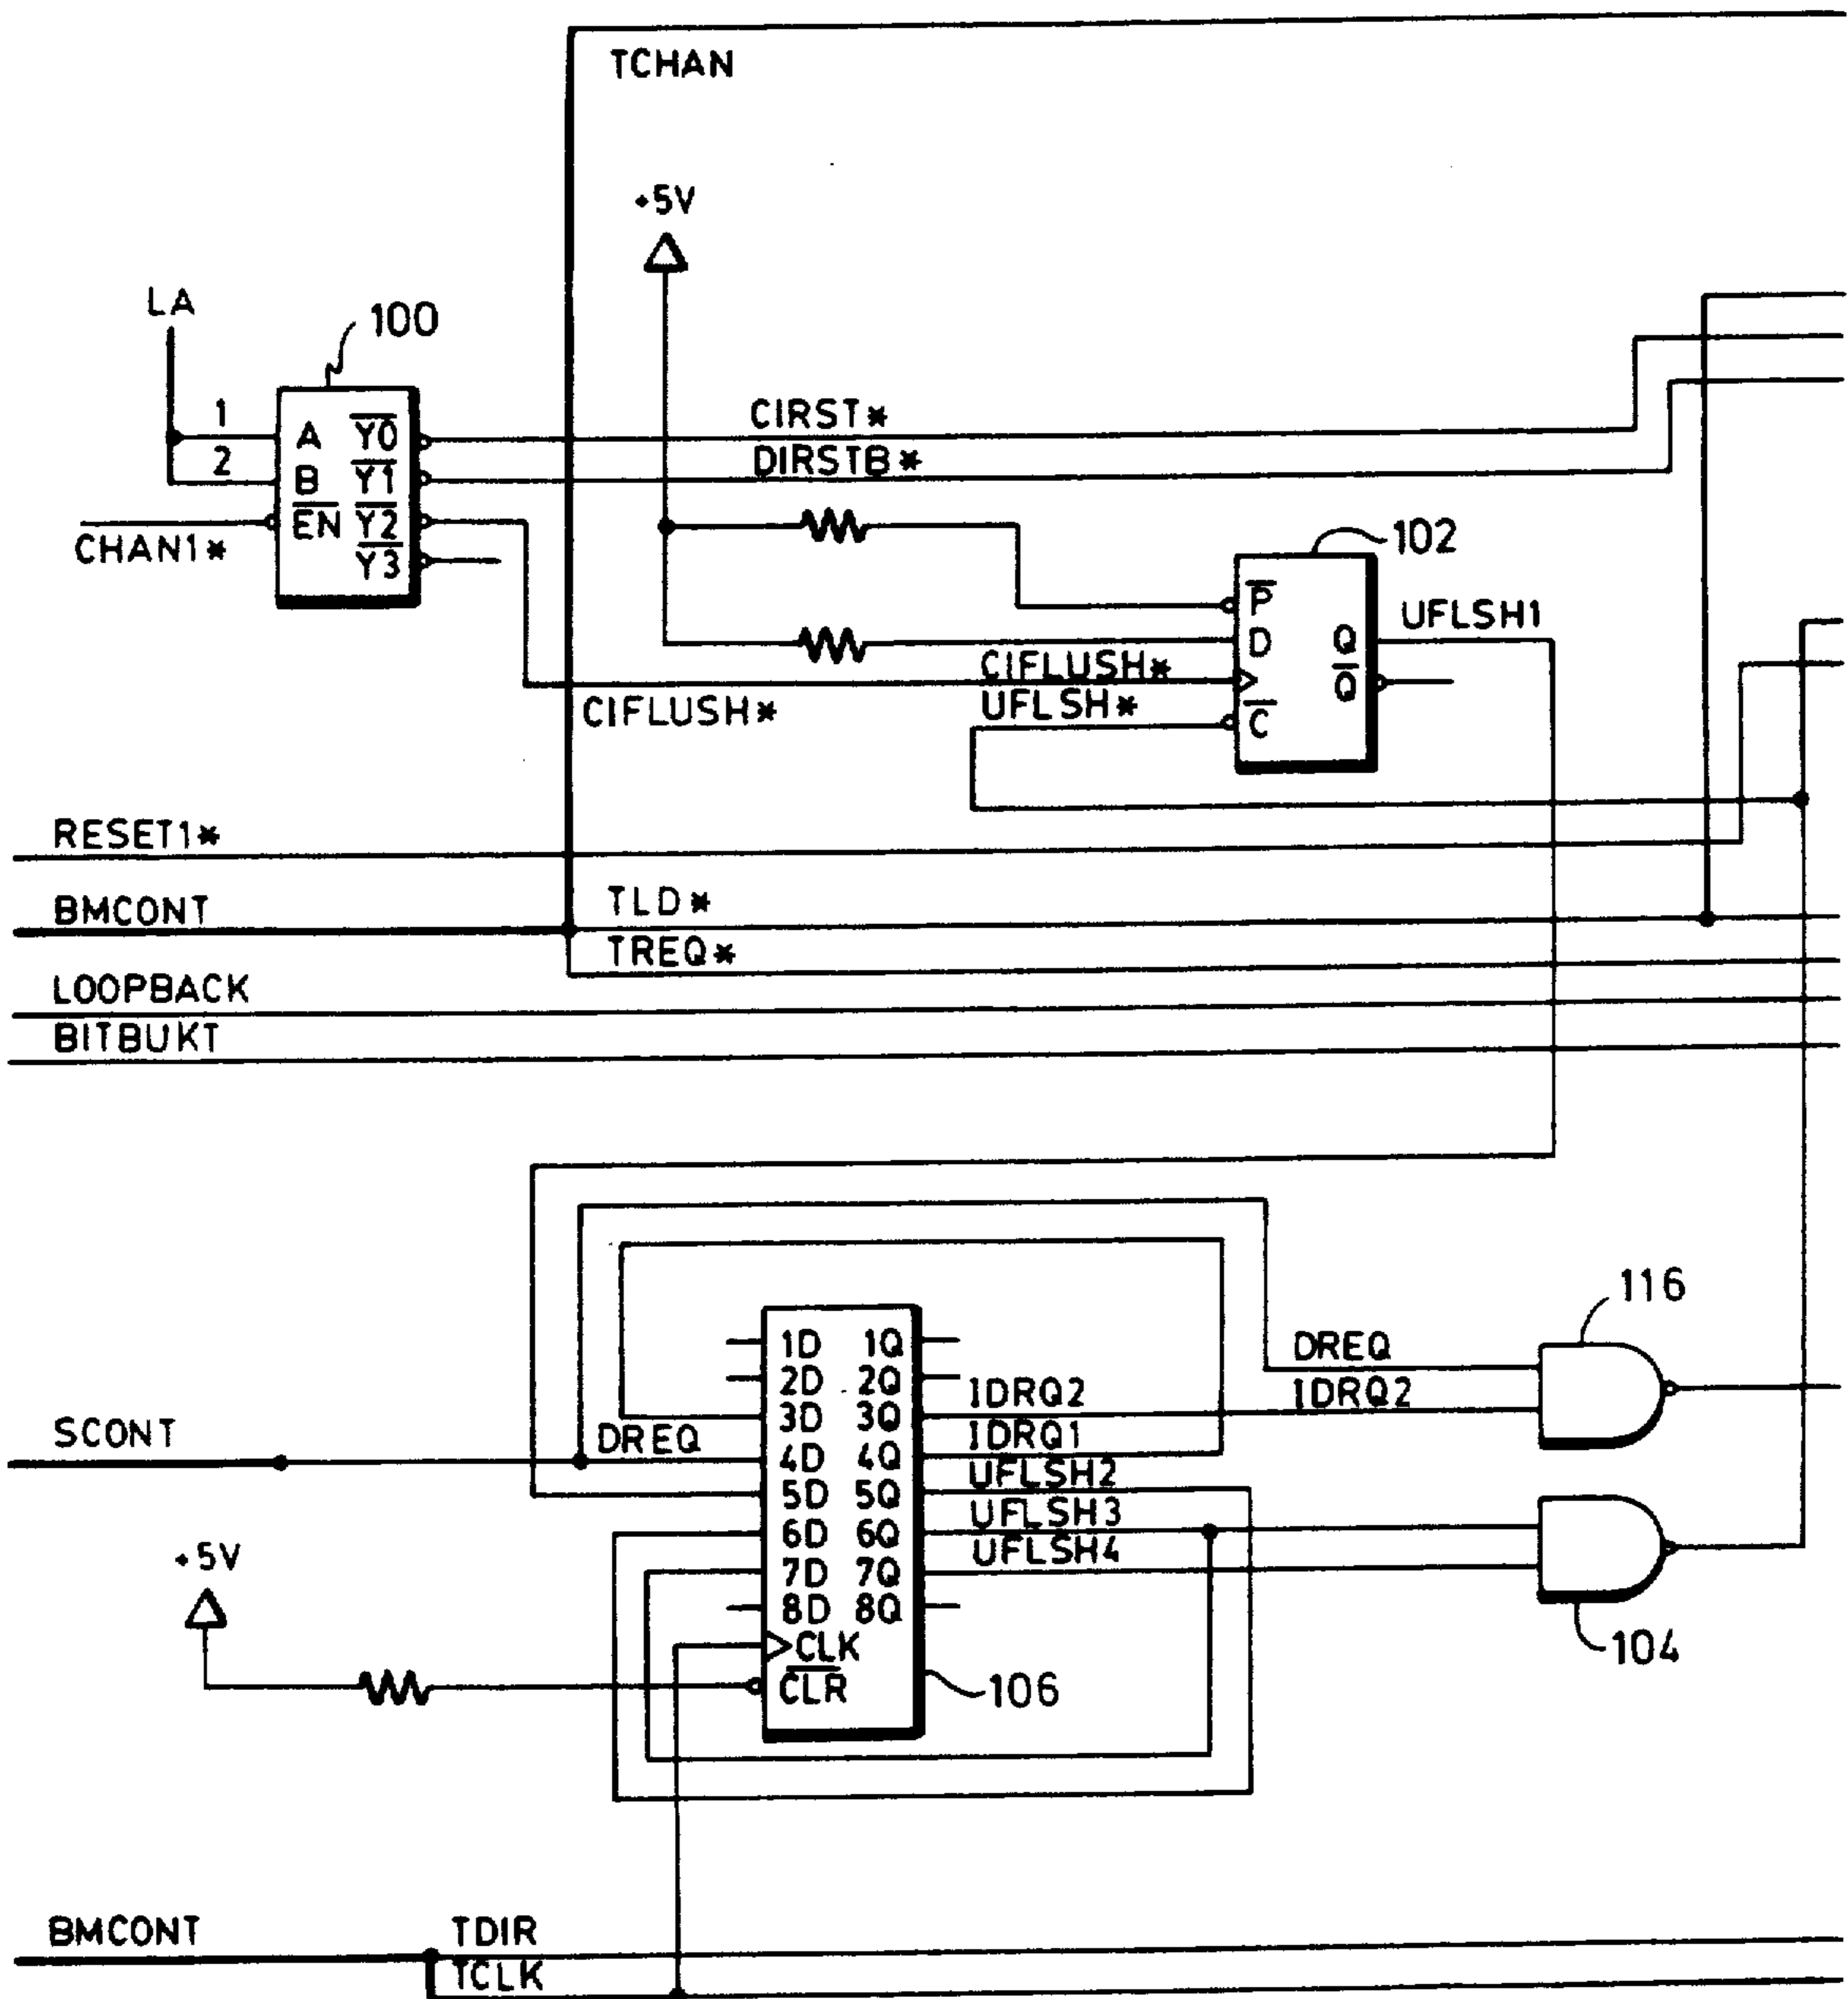 TCHAN
+5V
LA
100
1
2
A
B
EN
Y0
Y1
Y2
Y3
CHAN1*
CIRST*
DIRSTB*
CIFLUSH*
CIFLUSH*
UFLSH*
102
P
D
C
Q
Q
UFLSH1
RESET1*
BMCONT
TLD*
TREQ*
LOOPBACK
BITBUKT
116
DREQ
IDRQ2
SCONT
DREQ
1D 1Q
2D 2Q
3D 3Q
4D 4Q
5D 5Q
6D 6Q
7D 7Q
8D 8Q
CLK
CLR
IDRQ2
IDRQ1
UFLSH2
UFLSH3
UFLSH4
+5V
104
106
BMCONT
TDIR
TCLK